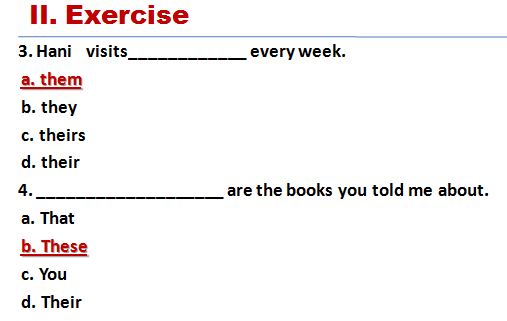 II. Exercise
3. Hani visits____________ every week.
a. them
b. they
c. theirs
d. their
4. ___________________ are the books you told me about.
a. That
b. These
c. You
d. Their